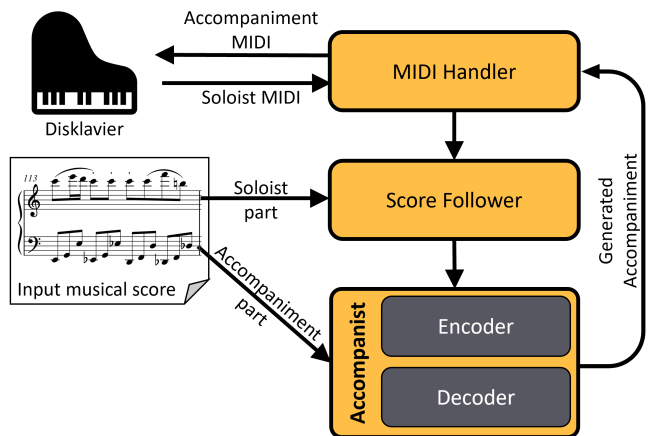 Accompaniment
MIDI
Soloist MIDI
Disklavier
MIDI Handler
113
Soloist
part
Score Follower
Generated
Accompaniment
Input musical score
Accompaniment
part
Accompanist
Encoder
Decoder